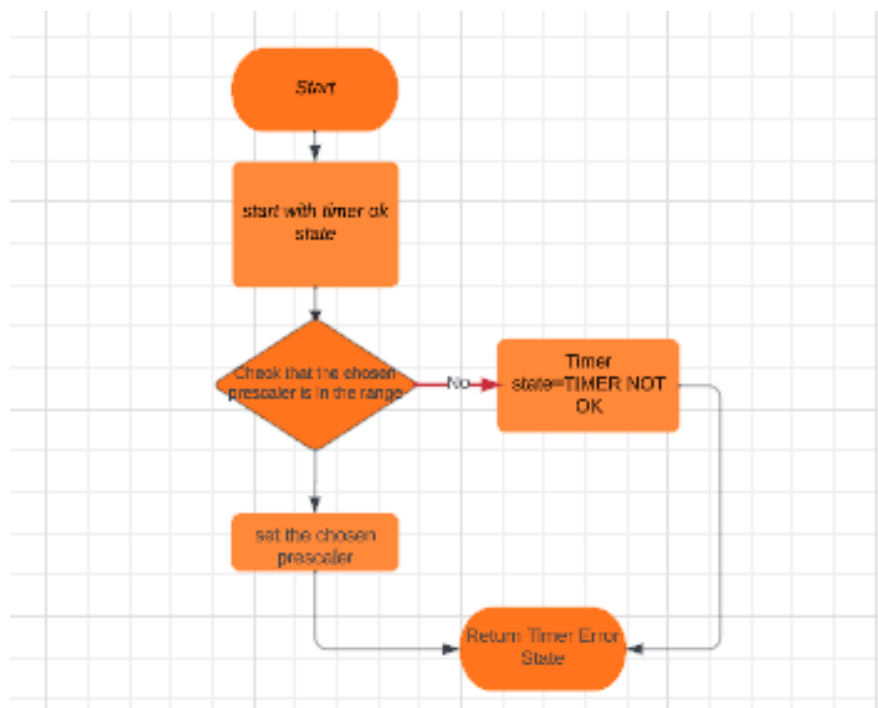 Start
start with timer ok
state
Check that the chosen
prescaler is in the range
No
Timer
state=TIMER NOT
OK
set the chosen
prescaler
Return Timer Error
State